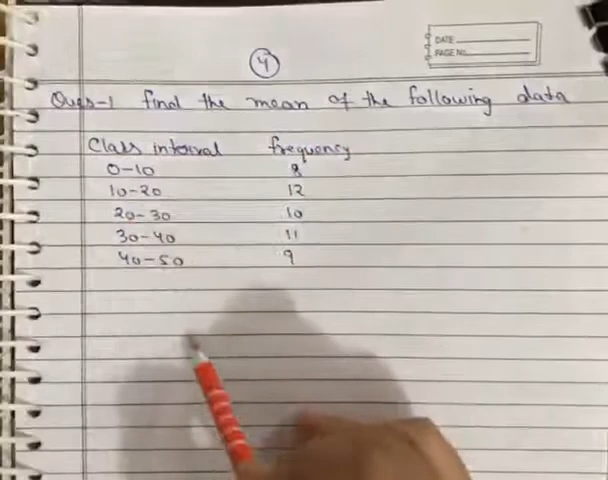 DATE
PAGE No.
4
Ques-1 find the mean of the following data
Class interval frequency
0-10 8
10-20 12
20-30 10
30-40 11
40-50 9